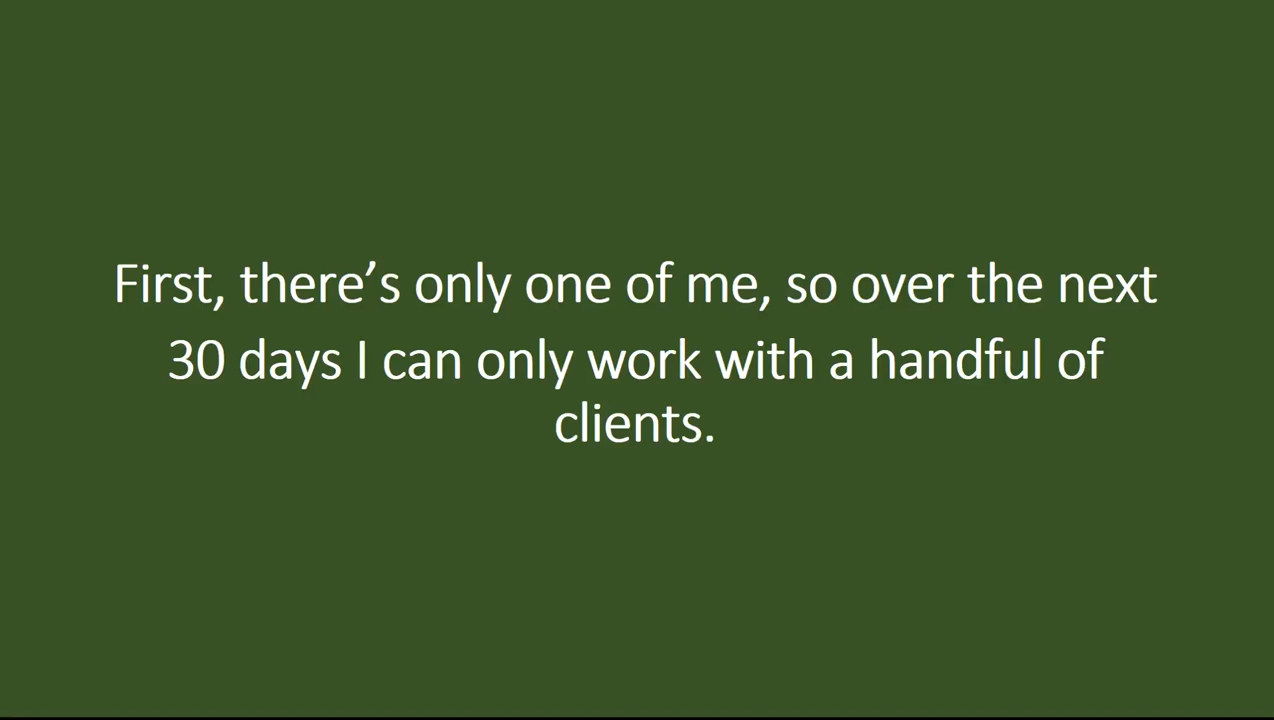 First, there’s only one of me, so over the next
30 days I can only work with a handful of
clients.